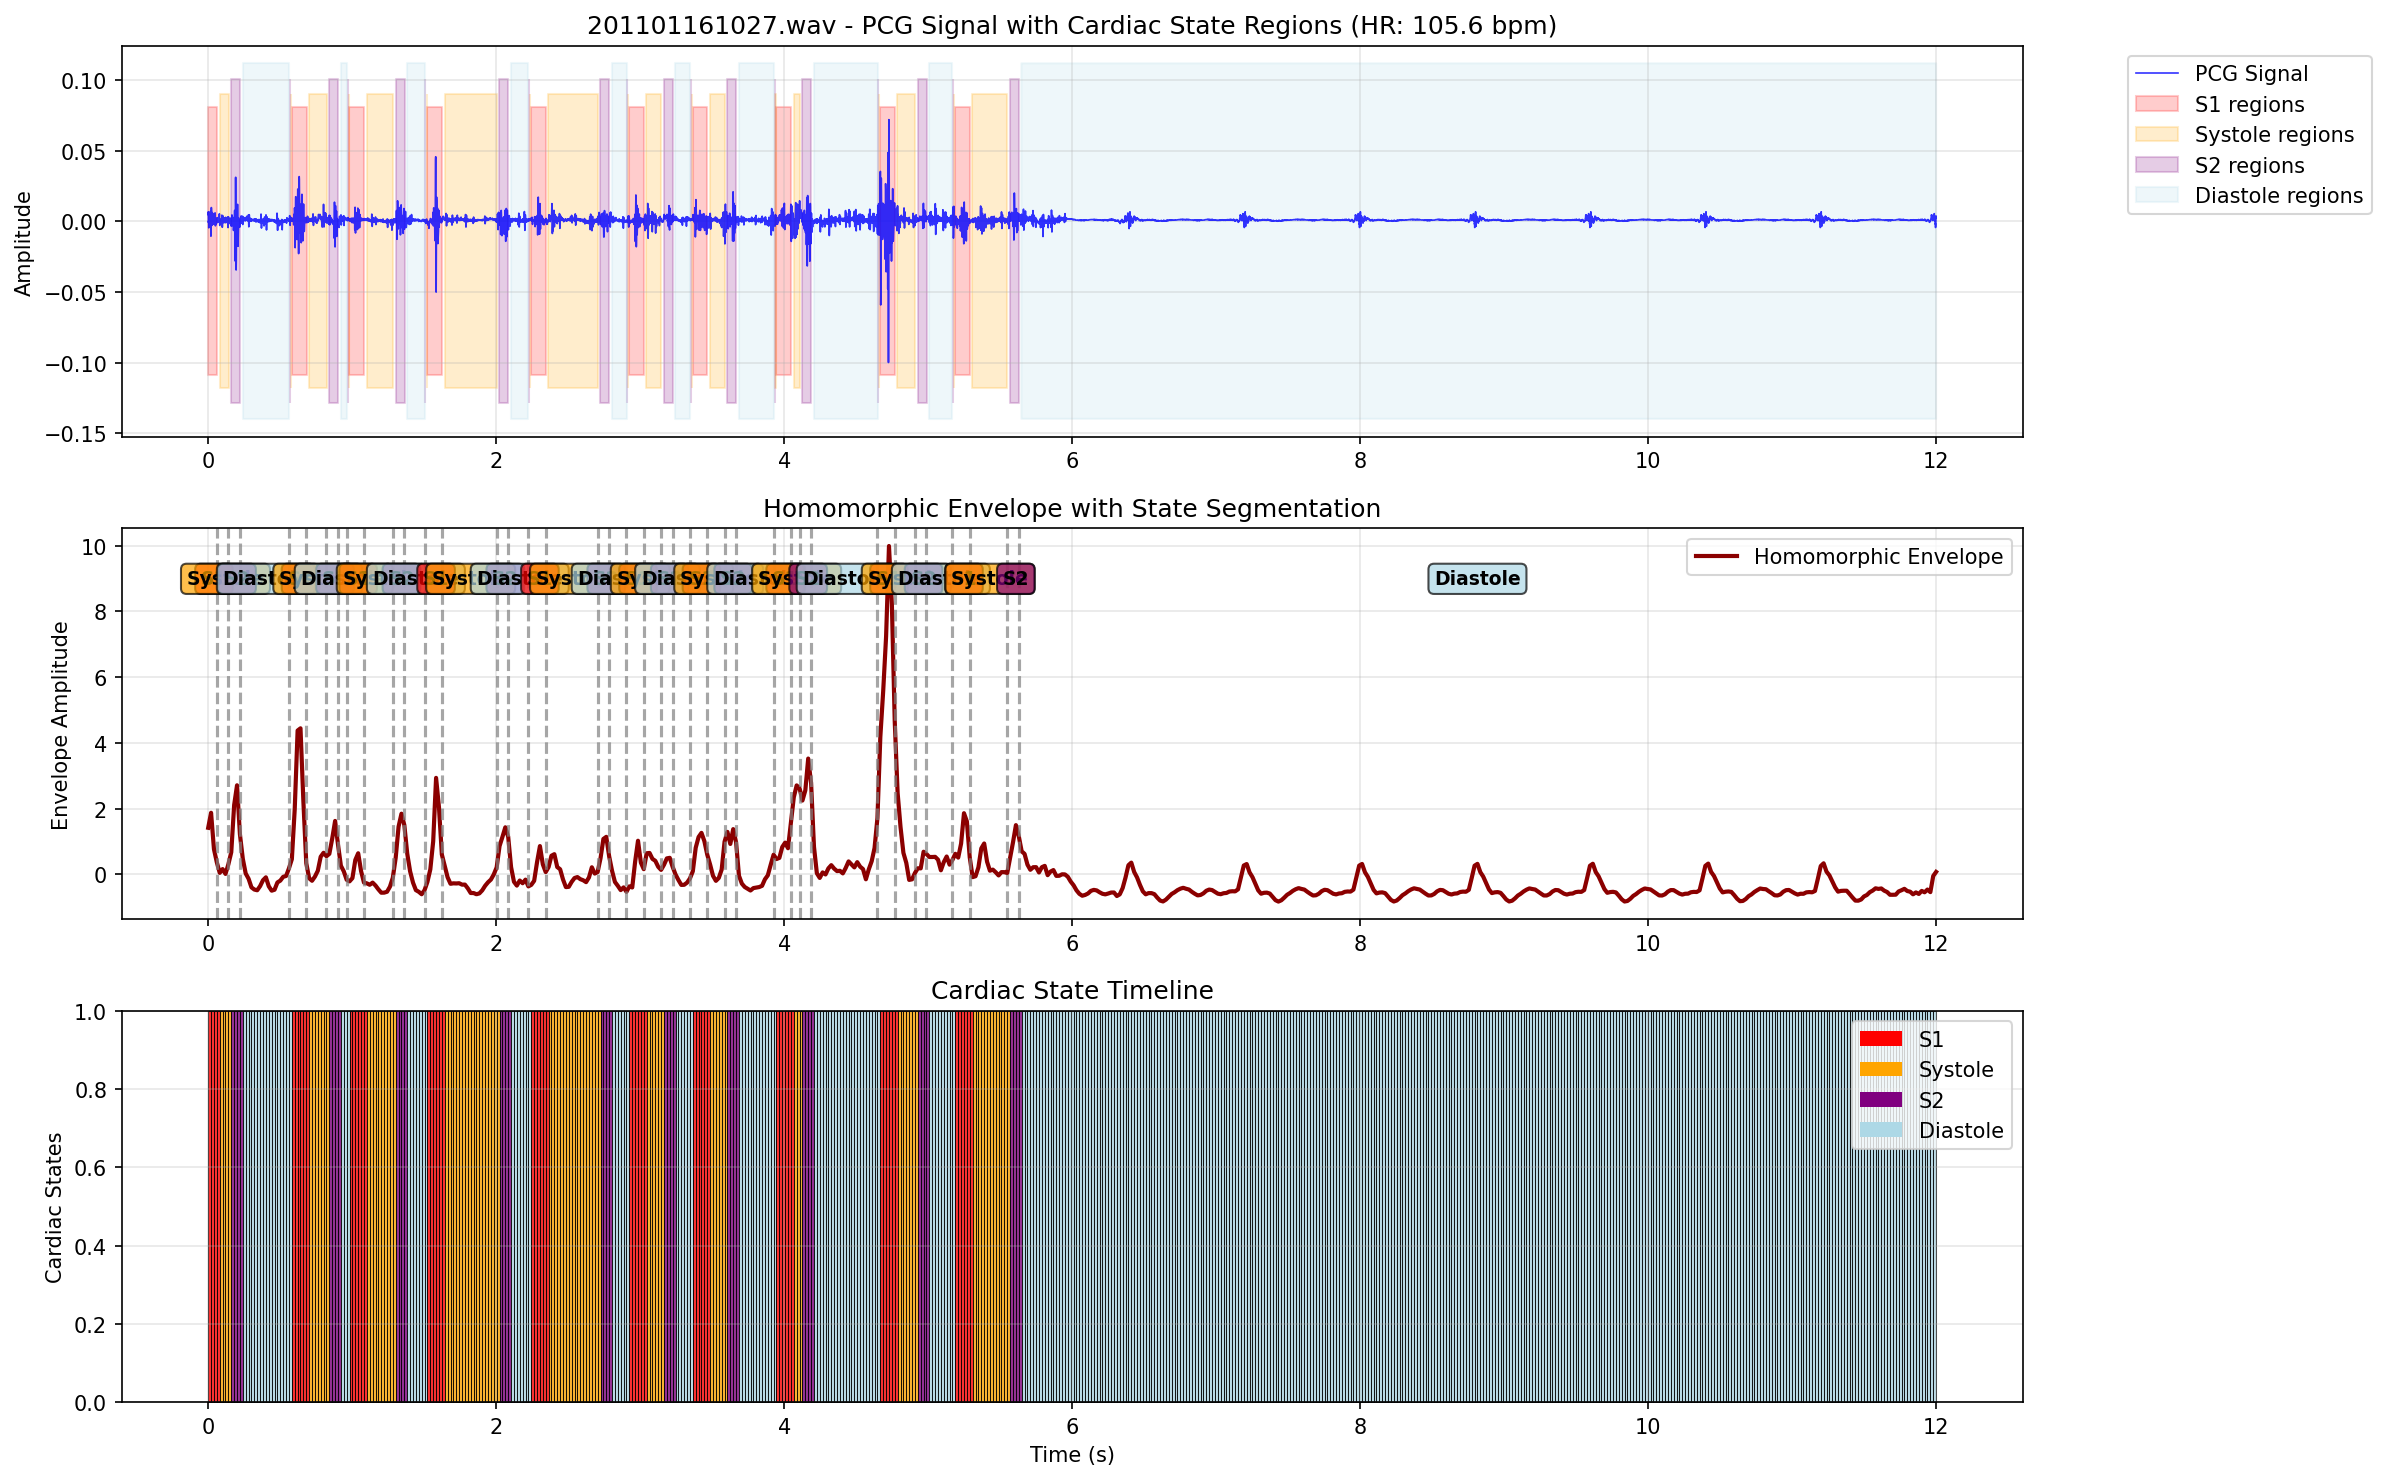 201101161027.wav - PCG Signal with Cardiac State Regions (HR: 105.6 bpm)
Amplitude
0.10
0.05
0.00
−0.05
−0.10
−0.15
0 2 4 6 8 10 12
PCG Signal
S1 regions
Systole regions
S2 regions
Diastole regions
Homomorphic Envelope with State Segmentation
Envelope Amplitude
10
8
6
4
2
0
S2
Diastole
Homomorphic Envelope
0 2 4 6 8 10 12
Cardiac State Timeline
Cardiac States
1.0
0.8
0.6
0.4
0.2
0.0
S1
Systole
S2
Diastole
0 2 4 6 8 10 12
Time (s)